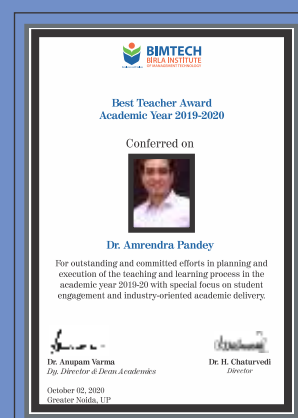 BIMTECH
BIRLA INSTITUTE
OF MANAGEMENT TECHNOLOGY
Best Teacher Award
Academic Year 2019-2020
Conferred on
Dr. Amrendra Pandey
For outstanding and committed efforts in planning and
execution of the teaching and learning process in the
academic year 2019-20 with special focus on student
engagement and industry-oriented academic delivery.
Dr. Anupam Varma
Dy. Director & Dean Academics
Dr. H. Chaturvedi
Director
October 02, 2020
Greater Noida, UP